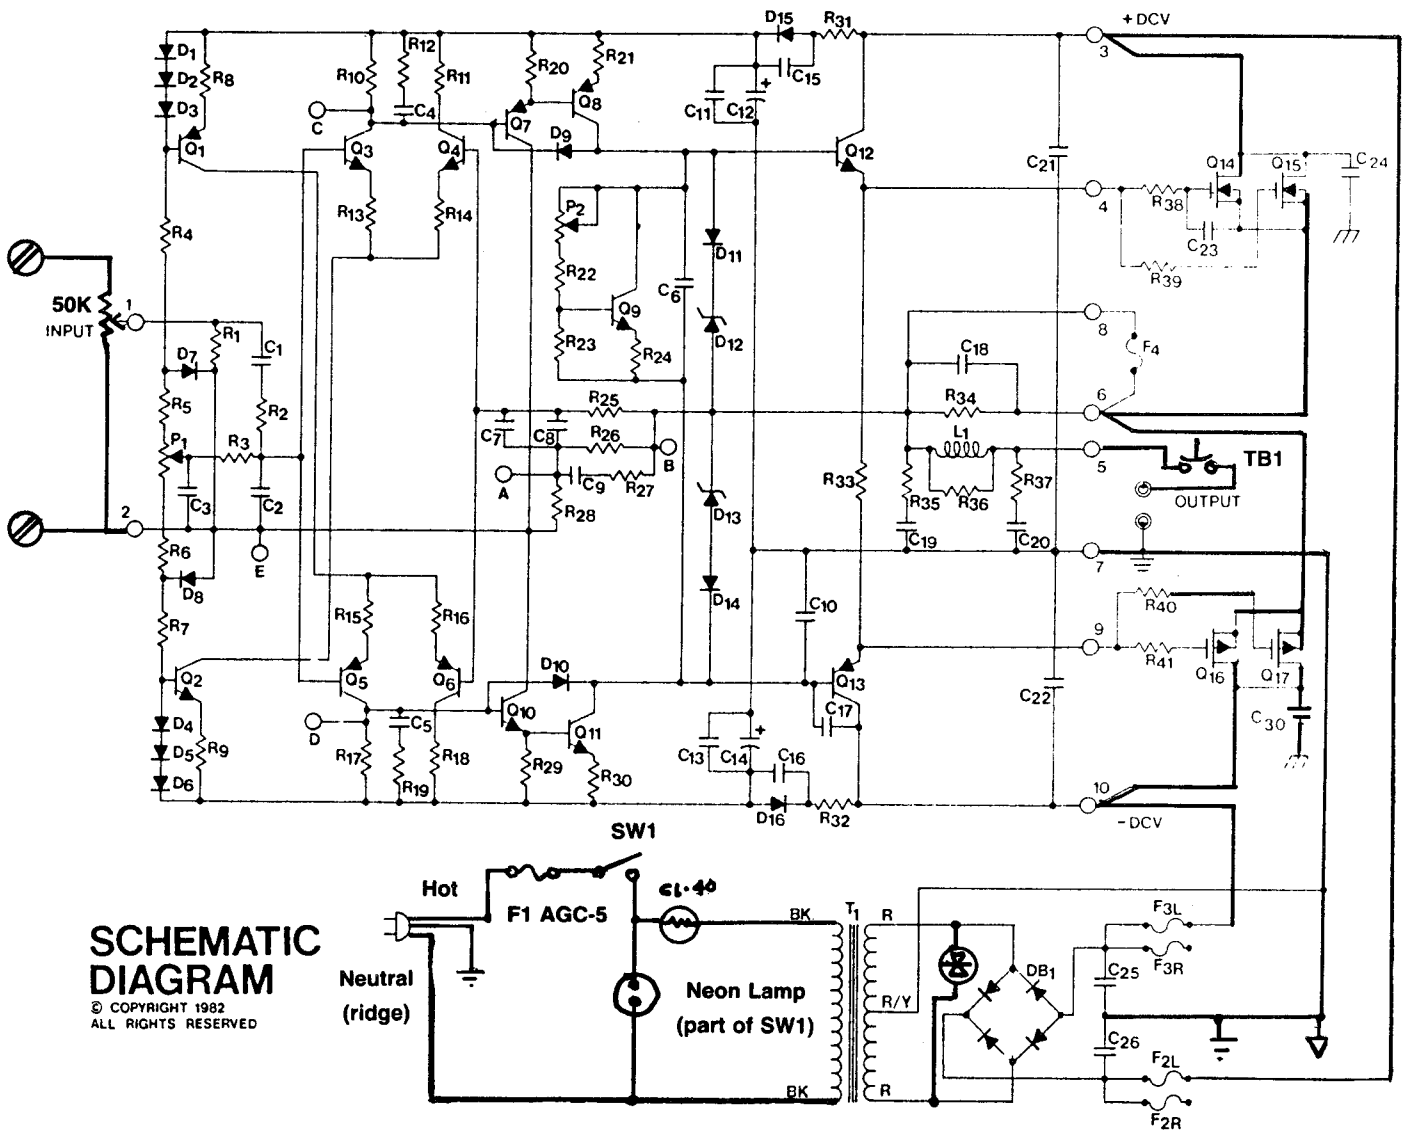 D15 R31 + DCV
3
D1 R12 R21
D2 R8 R10 R11 R20 C15
D3 C4 Q8 C11 C12
C Q7
Q1 Q3 Q4 D9 Q12 C21 Q14 Q15 C24
4 R38
R13 R14 P2 C23
R4 D11 R39
R22 C6
50K 1 Q9 8
INPUT R1 C1 R23 R24 D12 C18 F4
D7
R5 R2 R25 R34 6
P1 R3 C7 C8 R26 B L1 5 TB1
A C9 R27 R33 R35 R36 R37 OUTPUT
2 C3 C2 R28 D13
R6 E C19 C20 7
D8 D14 R40
R7 R15 R16 C10 9
Q2 Q5 Q6 D10 Q13 R41 Q16 Q17
D Q10 C22
D4 C5 Q11 C17 C30
D5 R9 R17 R18 R29 C13 C14 + C16
D6 R19 R30 10
D16 R32 - DCV
SW1
Hot CL-40
F1 AGC-5 BK T1 R F3L
SCHEMATIC
DIAGRAM
© COPYRIGHT 1982
ALL RIGHTS RESERVED
Neutral
(ridge)
Neon Lamp
(part of SW1)
R/Y DB1 F3R
C25
C26
F2L
BK R F2R